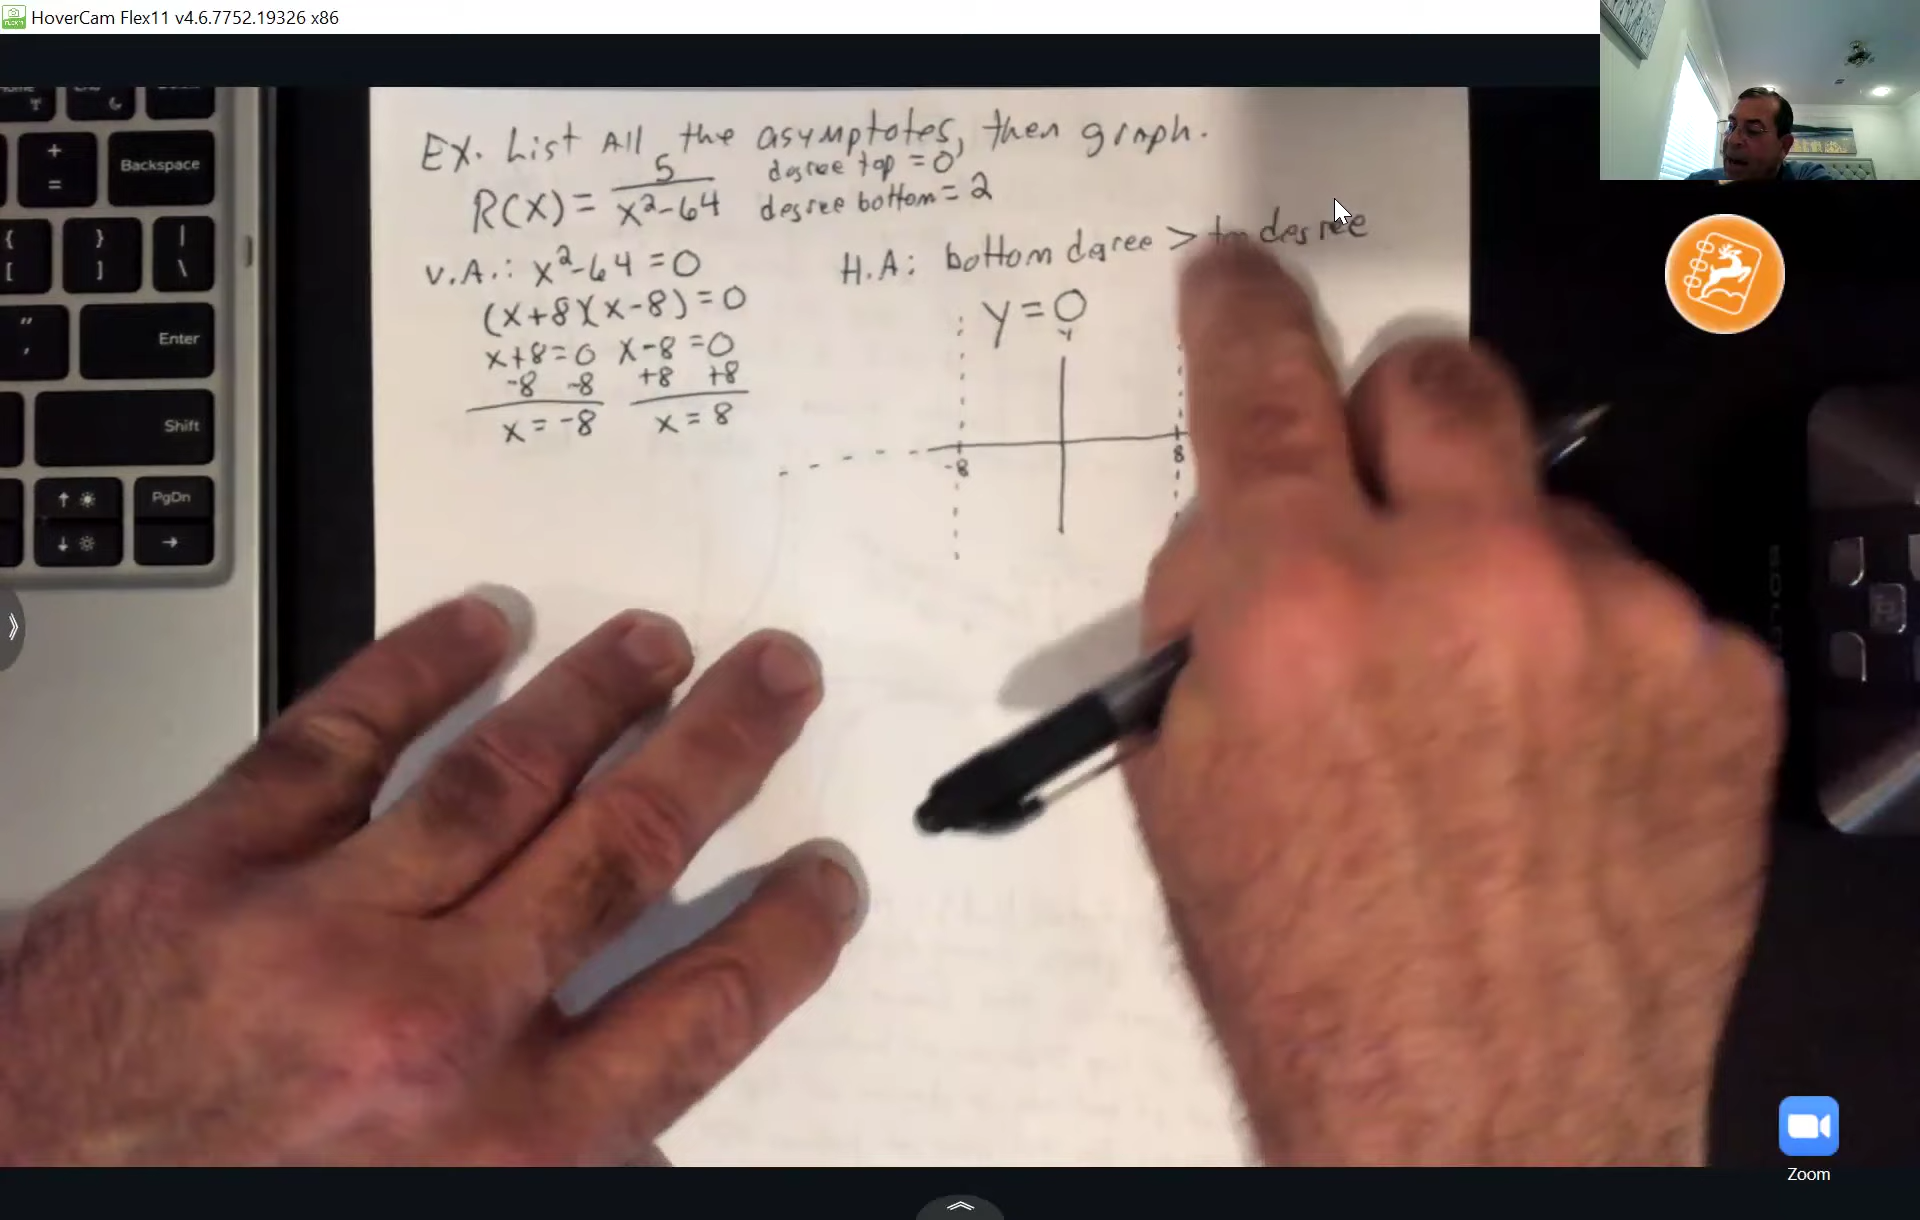 HoverCam Flex11 v4.6.7752.19326 x86
EX. List All the asymptotes, then graph.
R(X) = 5 / x²-64
degree top = 0
degree bottom = 2
V.A.: x²-64 = 0
(x+8)(x-8) = 0
x+8=0 x-8=0
-8 -8 +8 +8
x = -8 x = 8
H.A: bottom dgree > degree
y = 0
y
-8
8
+
=
Backspace
{
[
}
]
|
\
"
,
Enter
Shift
PgDn
Zoom